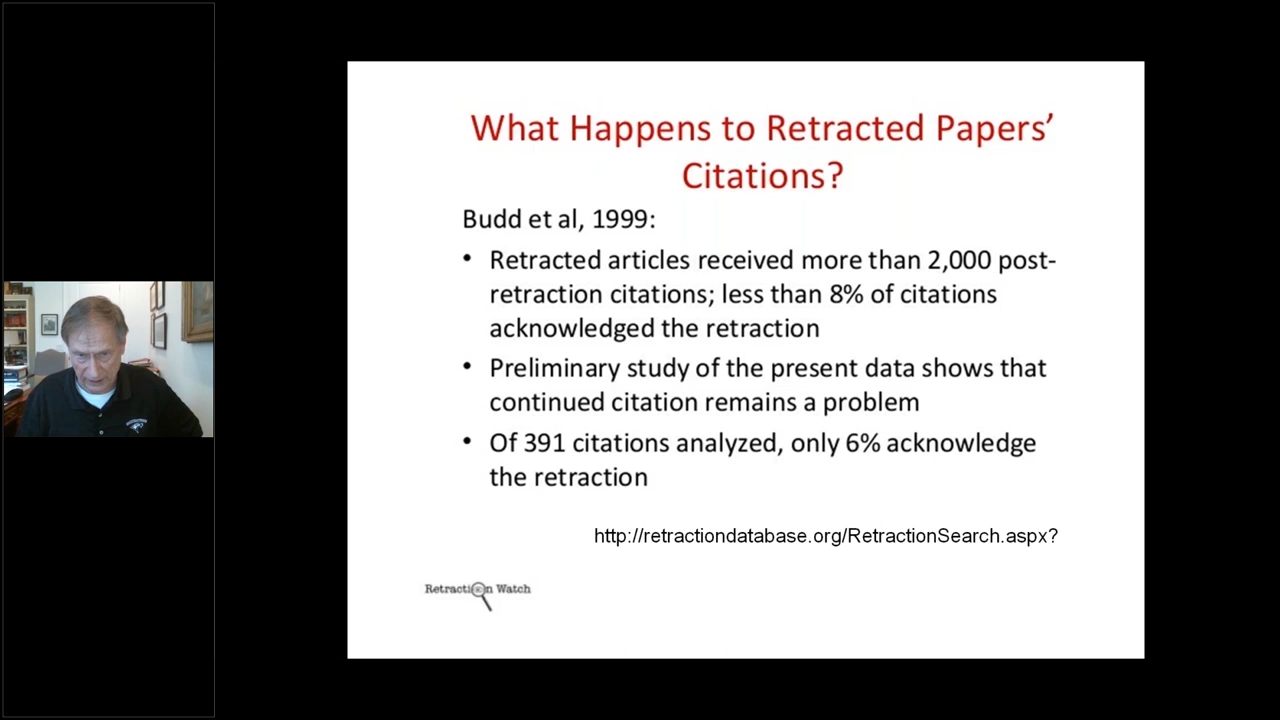 What Happens to Retracted Papers’
Citations?
Budd et al, 1999:
• Retracted articles received more than 2,000 post-
retraction citations; less than 8% of citations
acknowledged the retraction
• Preliminary study of the present data shows that
continued citation remains a problem
• Of 391 citations analyzed, only 6% acknowledge
the retraction
http://retractiondatabase.org/RetractionSearch.aspx?
Retraction Watch